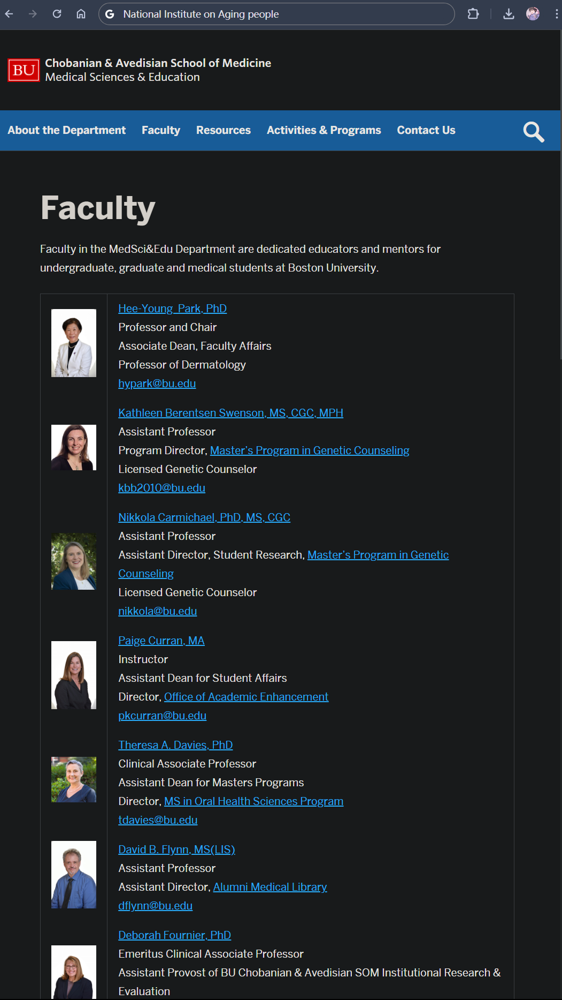 National Institute on Aging people
BU
Chobanian & Avedisian School of Medicine
Medical Sciences & Education
About the Department Faculty Resources Activities & Programs Contact Us
Faculty
Faculty in the MedSci&Edu Department are dedicated educators and mentors for
undergraduate, graduate and medical students at Boston University.
Hee-Young Park, PhD
Professor and Chair
Associate Dean, Faculty Affairs
Professor of Dermatology
hypark@bu.edu
Kathleen Berentsen Swenson, MS, CGC, MPH
Assistant Professor
Program Director, Master's Program in Genetic Counseling
Licensed Genetic Counselor
kbb2010@bu.edu
Nikkola Carmichael, PhD, MS, CGC
Assistant Professor
Assistant Director, Student Research, Master's Program in Genetic
Counseling
Licensed Genetic Counselor
nikkola@bu.edu
Paige Curran, MA
Instructor
Assistant Dean for Student Affairs
Director, Office of Academic Enhancement
pkcurran@bu.edu
Theresa A. Davies, PhD
Clinical Associate Professor
Assistant Dean for Masters Programs
Director, MS in Oral Health Sciences Program
tdavies@bu.edu
David B. Flynn, MS(LIS)
Assistant Professor
Assistant Director, Alumni Medical Library
dflynn@bu.edu
Deborah Fournier, PhD
Emeritus Clinical Associate Professor
Assistant Provost of BU Chobanian & Avedisian SOM Institutional Research &
Evaluation